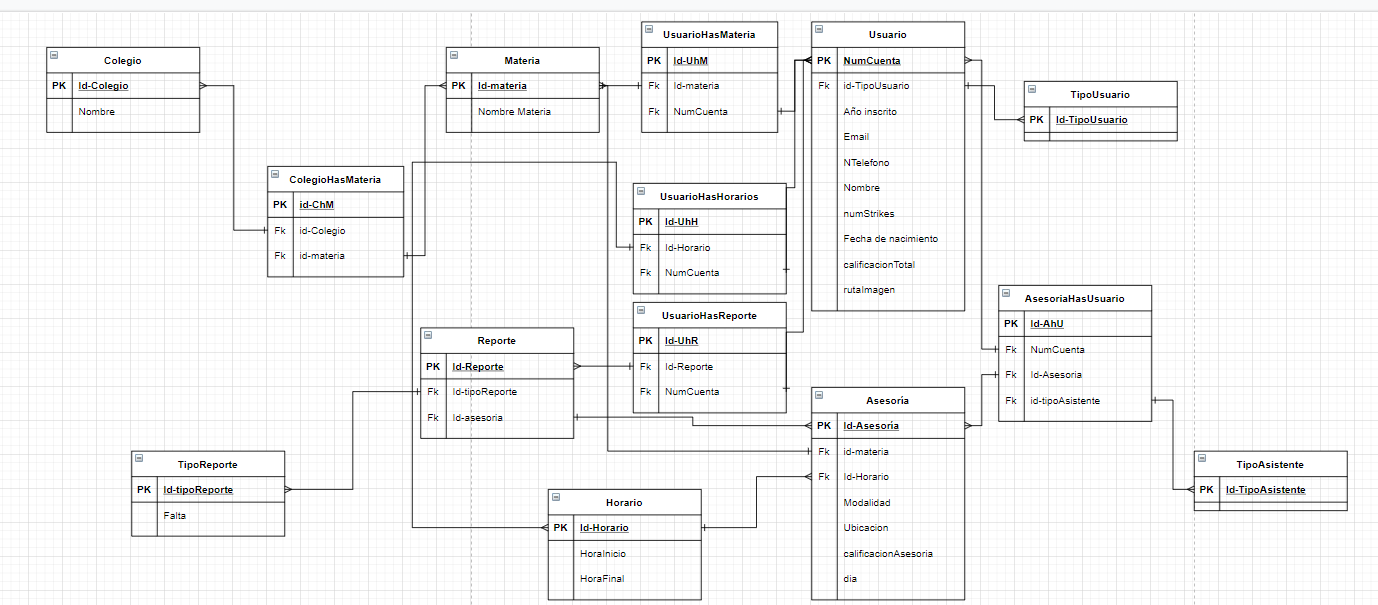 Colegio
PK Id-Colegio
Nombre
Materia
PK Id-materia
Nombre Materia
UsuarioHasMateria
PK Id-UhM
Fk Id-materia
Fk NumCuenta
Usuario
PK NumCuenta
Fk id-TipoUsuario
Año inscrito
Email
NTelefono
Nombre
numStrikes
Fecha de nacimiento
calificacionTotal
rutaImagen
TipoUsuario
PK Id-TipoUsuario
ColegioHasMateria
PK id-ChM
Fk id-Colegio
Fk id-materia
UsuarioHasHorarios
PK Id-UhH
Fk Id-Horario
Fk NumCuenta
UsuarioHasReporte
PK Id-UhR
Fk Id-Reporte
Fk NumCuenta
AsesoriaHasUsuario
PK Id-AhU
Fk NumCuenta
Fk Id-Asesoria
Fk id-tipoAsistente
Reporte
PK Id-Reporte
Fk Id-tipoReporte
Fk Id-asesoria
Asesoria
PK Id-Asesoria
Fk id-materia
Fk Id-Horario
Modalidad
Ubicacion
calificacionAsesoria
dia
TipoReporte
PK Id-tipoReporte
Falta
Horario
PK Id-Horario
HoraInicio
HoraFinal
TipoAsistente
PK Id-TipoAsistente